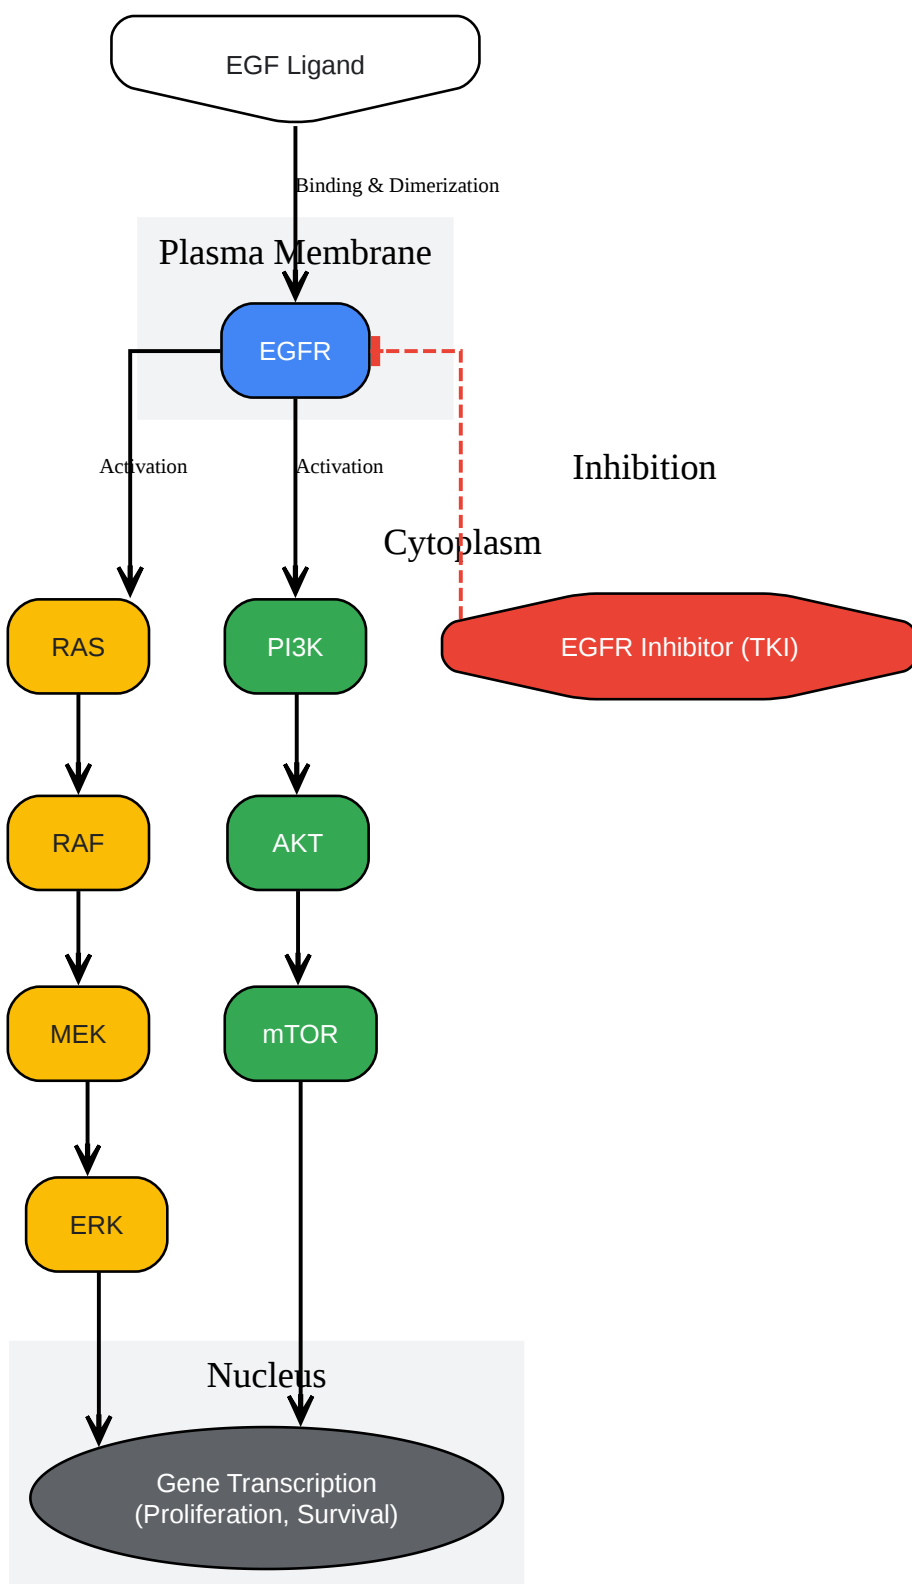 EGF Ligand
Binding & Dimerization
Plasma Membrane
EGFR
Activation
Activation
Inhibition
Cytoplasm
RAS
PI3K
EGFR Inhibitor (TKI)
RAF
AKT
MEK
mTOR
ERK
Nucleus
Gene Transcription
(Proliferation, Survival)